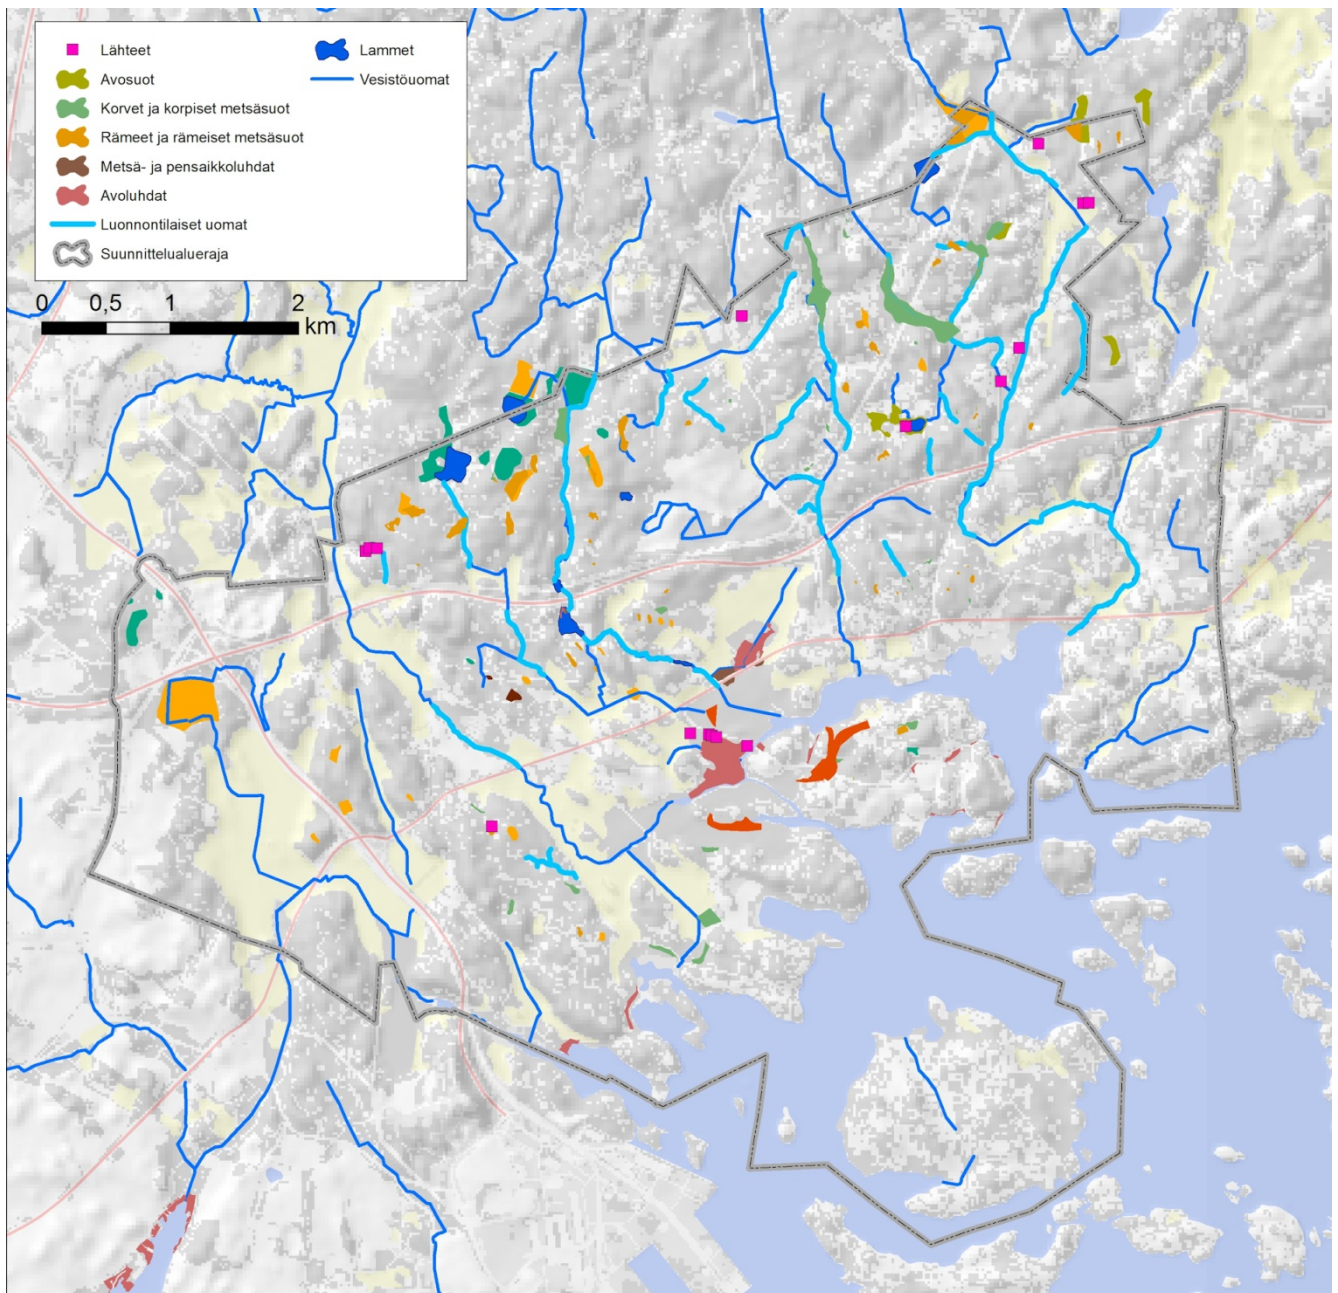 Lähteet
Avosuot
Korvet ja korpiset metsäsuot
Rämeet ja rämeiset metsäsuot
Metsä- ja pensaikkoluhdat
Avoluhdat
Luonnontilaiset uomat
Suunnittelualueraja
Lammet
Vesistöuomat
0 0,5 1 2
km